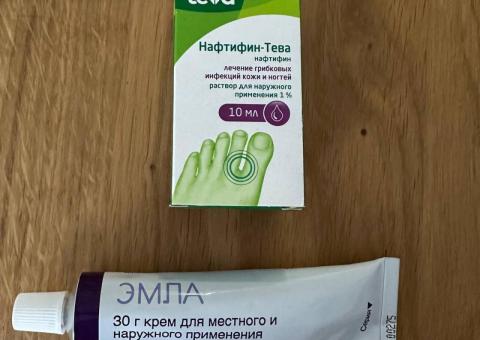 teva
Нафтифин-Тева
нафтифин
лечение грибковых
инфекций кожи и ногтей
раствор для наружного
применения 1 %
10 мл
ЭМЛА
30 г крем для местного и
наружного применения
Серия